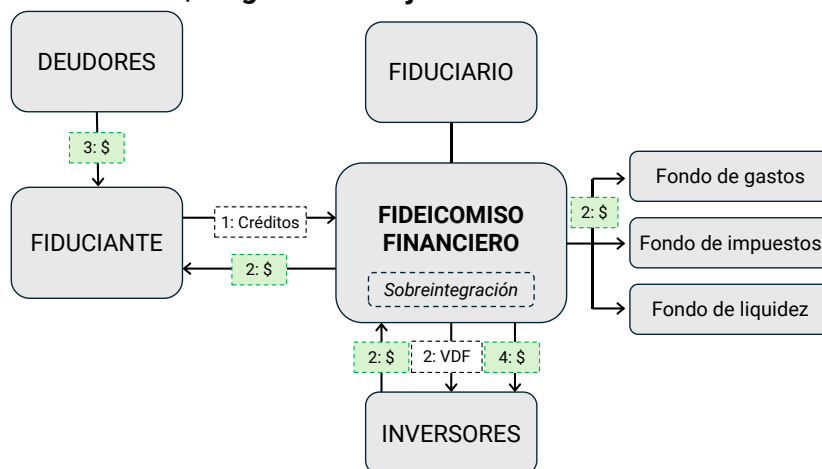 DEUDORES
FIDUCIARIO
3: $
FIDUCIANTE
1: Créditos
2: $
FIDEICOMISO
FINANCIERO
Sobreintegración
2: $
Fondo de gastos
Fondo de impuestos
Fondo de liquidez
2: $
2: VDF
4: $
INVERSORES